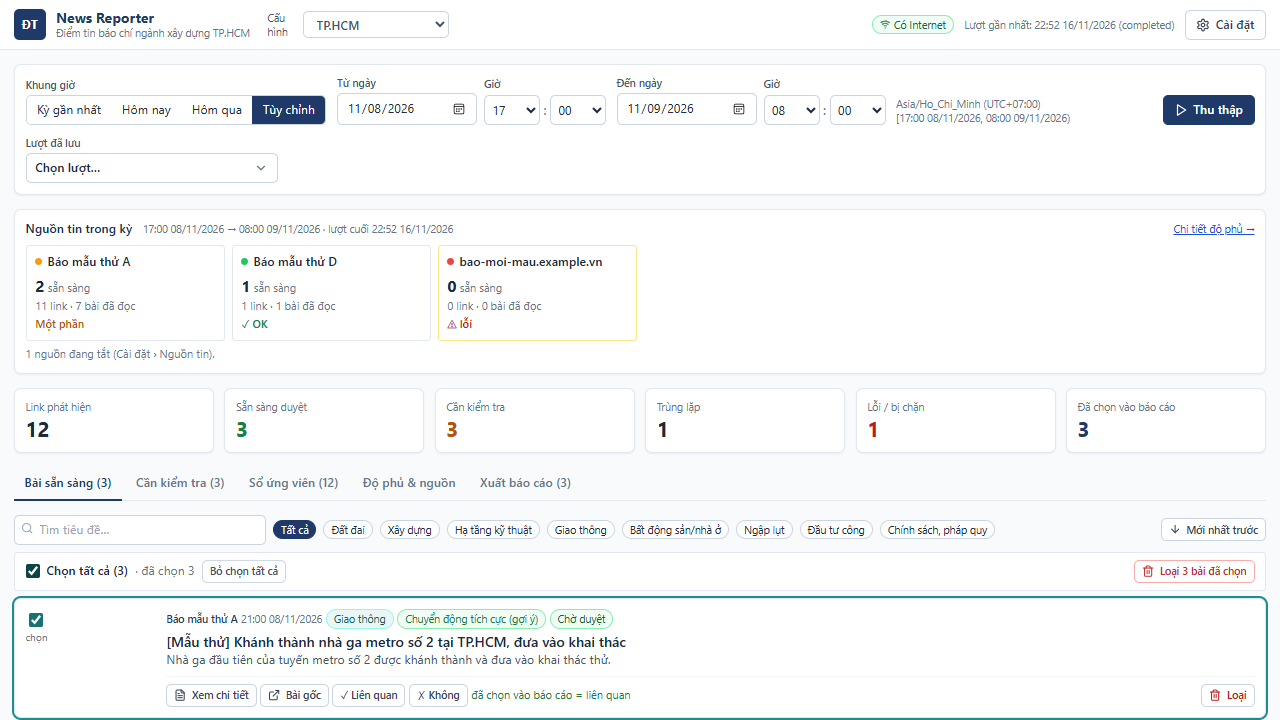 ĐT
News Reporter
Điểm tin báo chí ngành xây dựng TP.HCM
Cấu hình
TP.HCM
Có Internet
Lượt gần nhất: 22:52 16/11/2026 (completed)
Cài đặt
Khung giờ
Kỳ gần nhất
Hôm nay
Hôm qua
Tùy chỉnh
Từ ngày
11/08/2026
Giờ
17 : 00
Đến ngày
11/09/2026
Giờ
08 : 00
Asia/Ho_Chi_Minh (UTC+07:00)
[17:00 08/11/2026, 08:00 09/11/2026)
Thu thập
Lượt đã lưu
Chọn lượt...
Nguồn tin trong kỳ
17:00 08/11/2026 → 08:00 09/11/2026 · lượt cuối 22:52 16/11/2026
Chi tiết độ phủ →
Báo mẫu thử A
2 sẵn sàng
11 link · 7 bài đã đọc
Một phần
Báo mẫu thử D
1 sẵn sàng
1 link · 1 bài đã đọc
✓ OK
bao-moi-mau.example.vn
0 sẵn sàng
0 link · 0 bài đã đọc
⚠ lỗi
1 nguồn đang tắt (Cài đặt › Nguồn tin).
Link phát hiện
12
Sẵn sàng duyệt
3
Cần kiểm tra
3
Trùng lặp
1
Lỗi / bị chặn
1
Đã chọn vào báo cáo
3
Bài sẵn sàng (3)
Cần kiểm tra (3)
Sổ ứng viên (12)
Độ phủ & nguồn
Xuất báo cáo (3)
Tìm tiêu đề...
Tất cả
Đất đai
Xây dựng
Hạ tầng kỹ thuật
Giao thông
Bất động sản/nhà ở
Ngập lụt
Đầu tư công
Chính sách, pháp quy
Mới nhất trước
Chọn tất cả (3) · đã chọn 3
Bỏ chọn tất cả
Loại 3 bài đã chọn
chọn
Báo mẫu thử A 21:00 08/11/2026 Giao thông Chuyển động tích cực (gợi ý) Chờ duyệt
[Mẫu thử] Khánh thành nhà ga metro số 2 tại TP.HCM, đưa vào khai thác
Nhà ga đầu tiên của tuyến metro số 2 được khánh thành và đưa vào khai thác thử.
Xem chi tiết
Bài gốc
✓ Liên quan
✗ Không
đã chọn vào báo cáo = liên quan
Loại